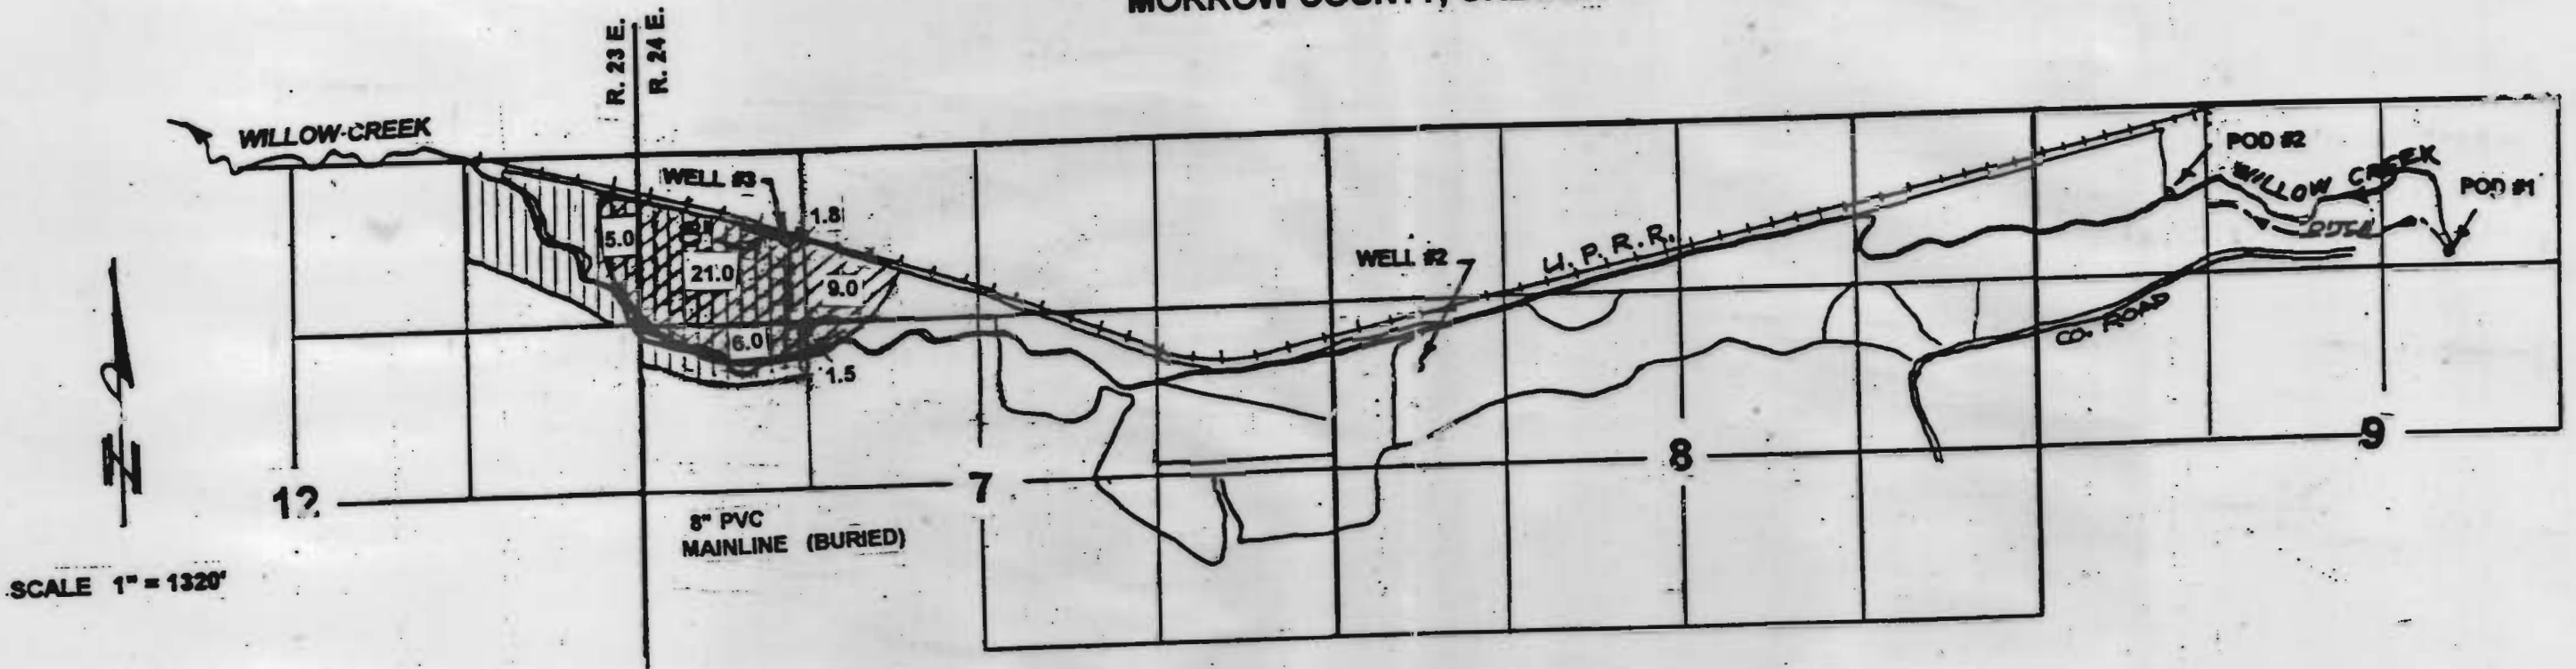 MORROW COUNTY,
R. 23 E.
R. 24 E.
WILLOW CREEK
WELL #3
1.8
5.0
21.0
9.0
6.0
1.5
WELL #2
U.P.R.R.
POD #2
WILLOW CREEK
POD #1
DITCH
CO. ROAD
12
7
8
9
N
8" PVC
MAINLINE (BURIED)
SCALE 1" = 1320'